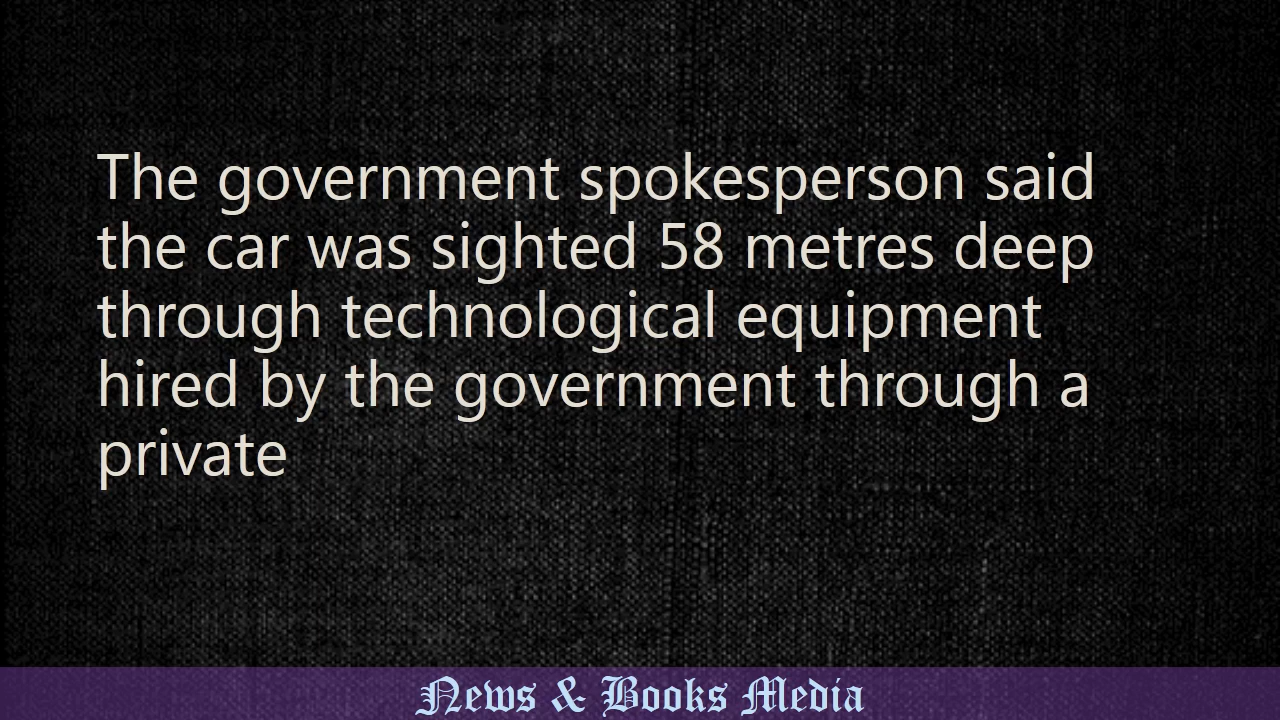 The government spokesperson said
the car was sighted 58 metres deep
through technological equipment
hired by the government through a
private
News & Books Media